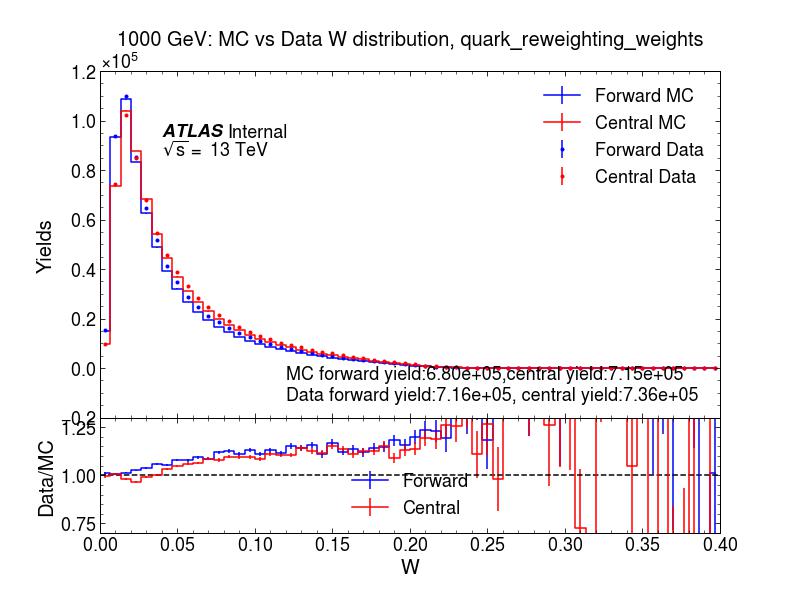 1000 GeV: MC vs Data W distribution, quark_reweighting_weights
×10⁵
1.2
1.0
0.8
0.6
0.4
0.2
0.0
0.2
Yields
ATLAS Internal
√s = 13 TeV
Forward MC
Central MC
Forward Data
Central Data
MC forward yield:6.80e+05,central yield:7.15e+05
Data forward yield:7.16e+05, central yield:7.36e+05
1.25
1.00
0.75
Data/MC
Forward
Central
0.00 0.05 0.10 0.15 0.20 0.25 0.30 0.35 0.40
W